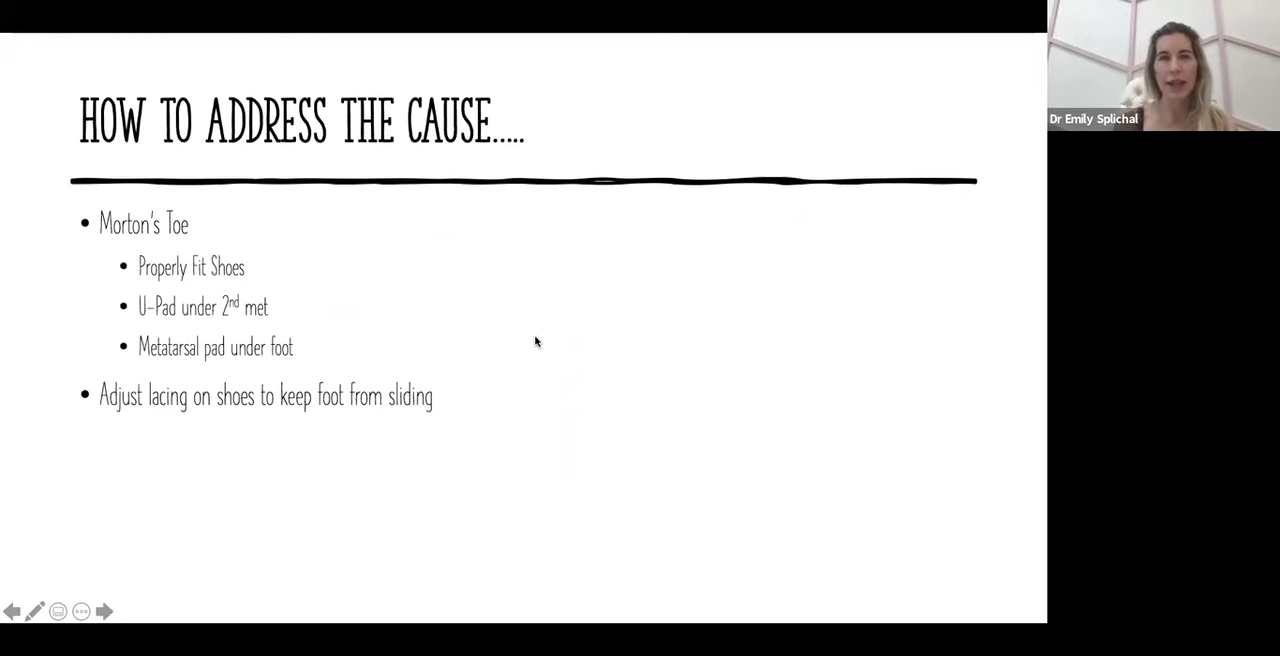 HOW TO ADDRESS THE CAUSE.....
Morton's Toe
Properly Fit Shoes
U-Pad under 2nd met
Metatarsal pad under foot
Adjust lacing on shoes to keep foot from sliding
Dr Emily Splichal